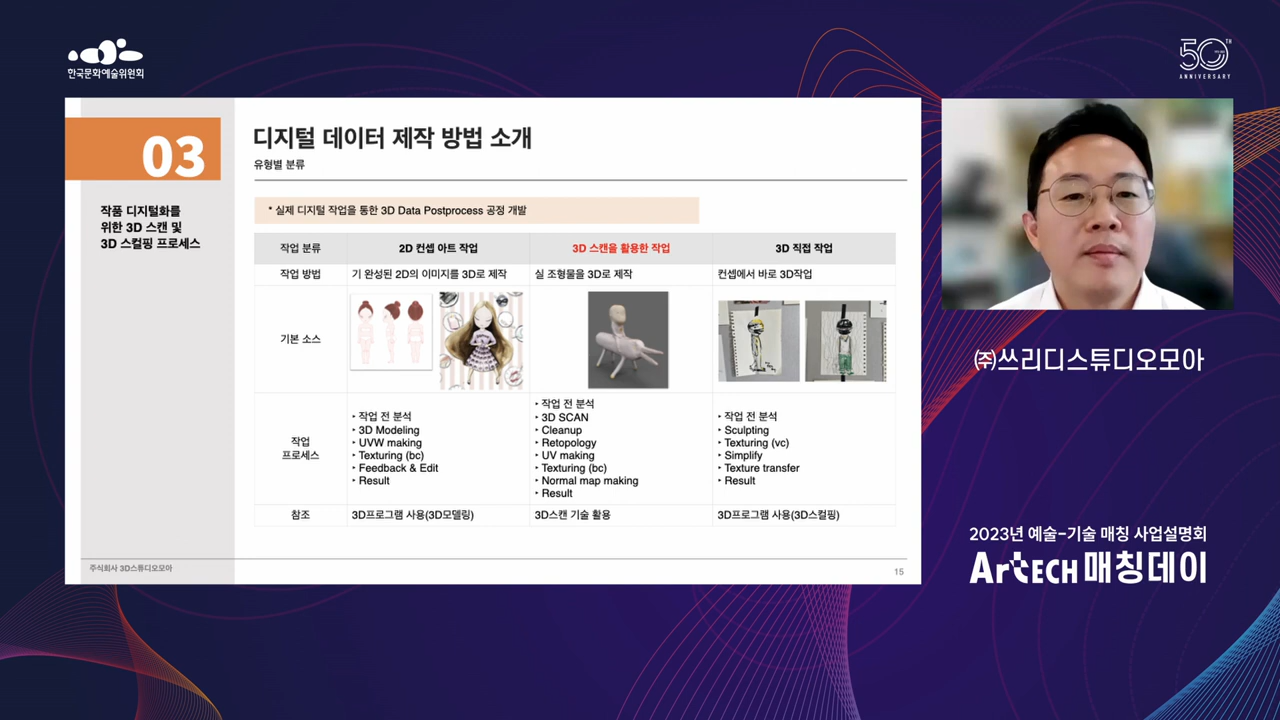 한국문화예술위원회
50TH
ANNIVERSARY
03
작품 디지털화를
위한 3D 스캔 및
3D 스컬핑 프로세스
디지털 데이터 제작 방법 소개
유형별 분류
* 실제 디지털 작업을 통한 3D Data Postprocess 공정 개발
작업 분류
2D 컨셉 아트 작업
3D 스캔을 활용한 작업
3D 직접 작업
작업 방법
기 완성된 2D의 이미지를 3D로 제작
실 조형물을 3D로 제작
컨셉에서 바로 3D작업
기본 소스
작업
프로세스
‣ 작업 전 분석
‣ 3D Modeling
‣ UVW making
‣ Texturing (bc)
‣ Feedback & Edit
‣ Result
‣ 작업 전 분석
‣ 3D SCAN
‣ Cleanup
‣ Retopology
‣ UV making
‣ Texturing (bc)
‣ Normal map making
‣ Result
‣ 작업 전 분석
‣ Sculpting
‣ Texturing (vc)
‣ Simplify
‣ Texture transfer
‣ Result
참조
3D프로그램 사용(3D모델링)
3D스캔 기술 활용
3D프로그램 사용(3D스컬핑)
주식회사 3D스튜디오모아
15
㈜쓰리디스튜디오모아
2023년 예술-기술 매칭 사업설명회
ArtECH 매칭데이